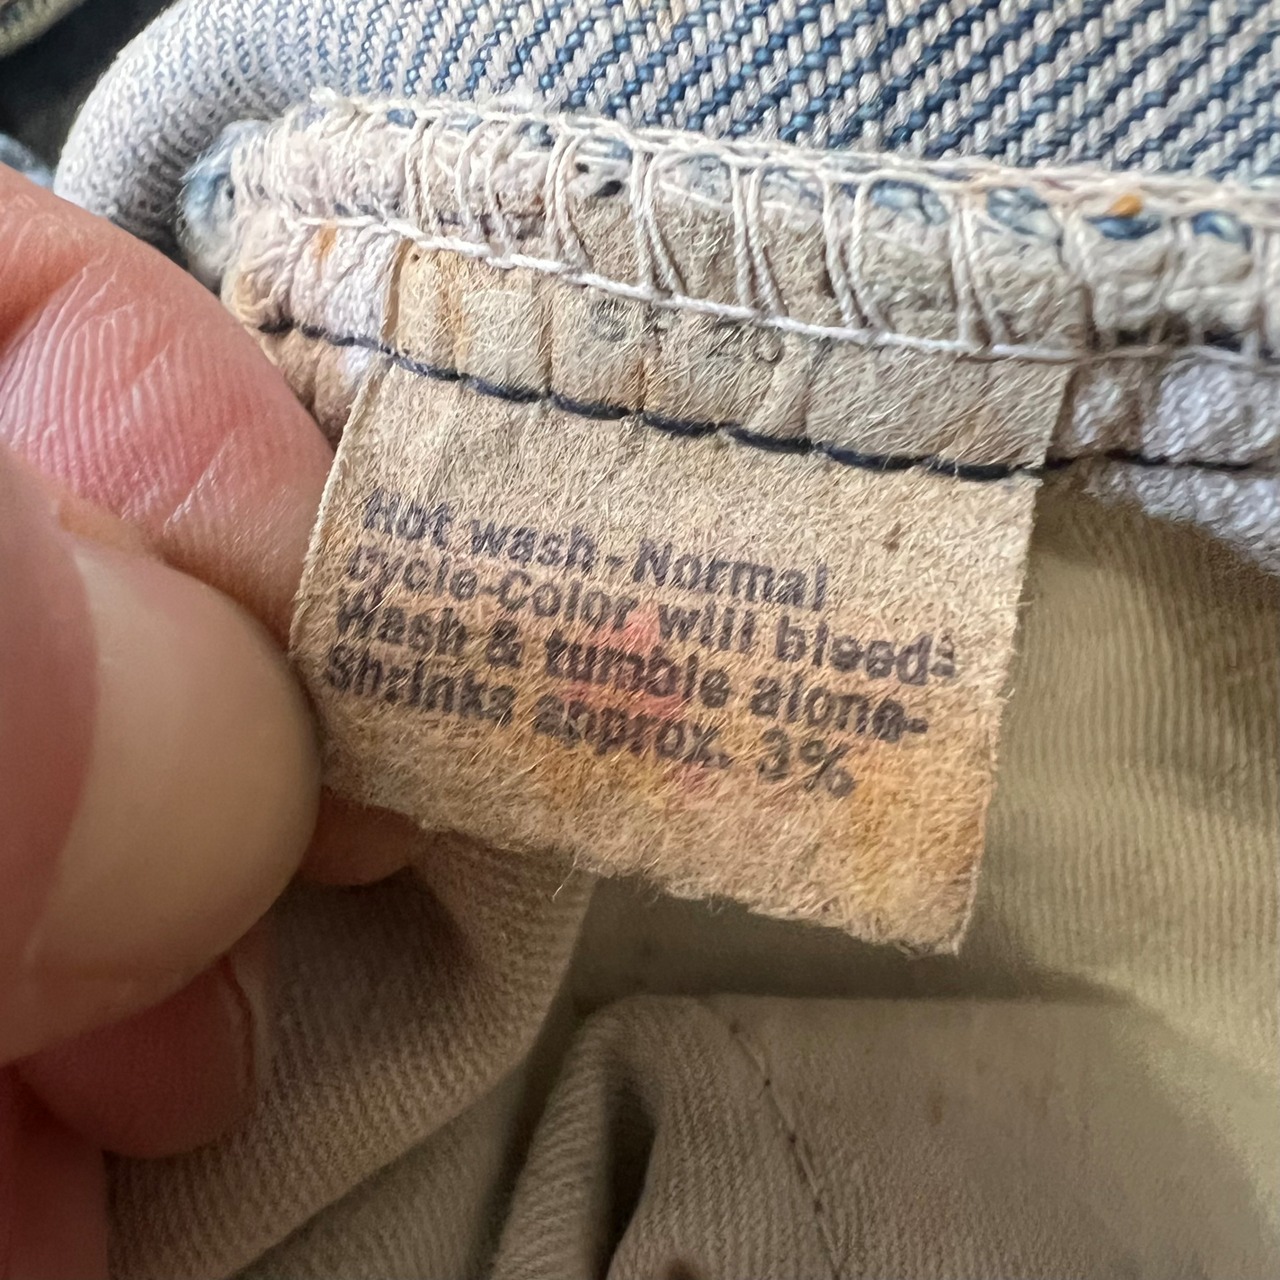 Hot wash-Normal
cycle-Color will bleed:
Wash & tumble alone-
Shrinks approx. 3%